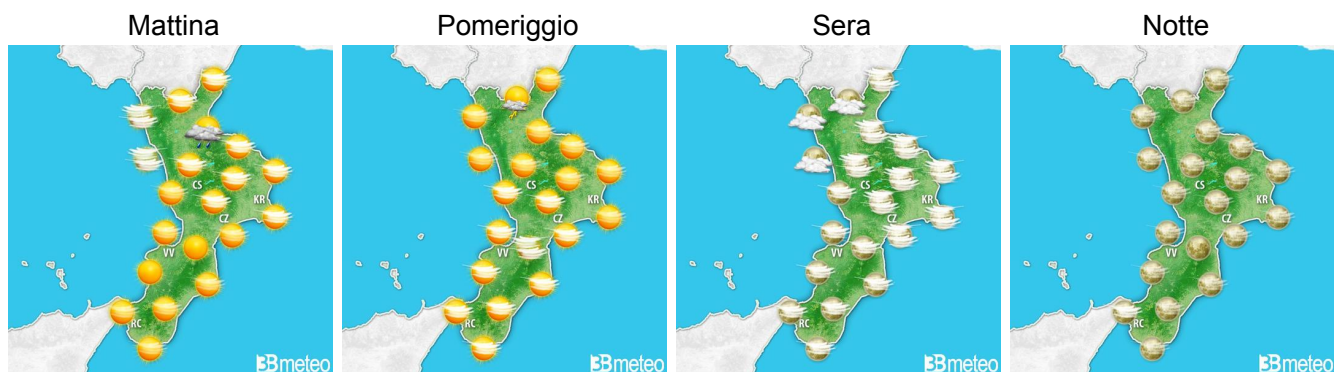 Mattina
Pomeriggio
Sera
Notte
CS
KR
CZ
VV
RC
3Bmeteo
CS
KR
CZ
VV
RC
3Bmeteo
CS
KR
CZ
VV
RC
3Bmeteo
CS
KR
CZ
VV
RC
3Bmeteo